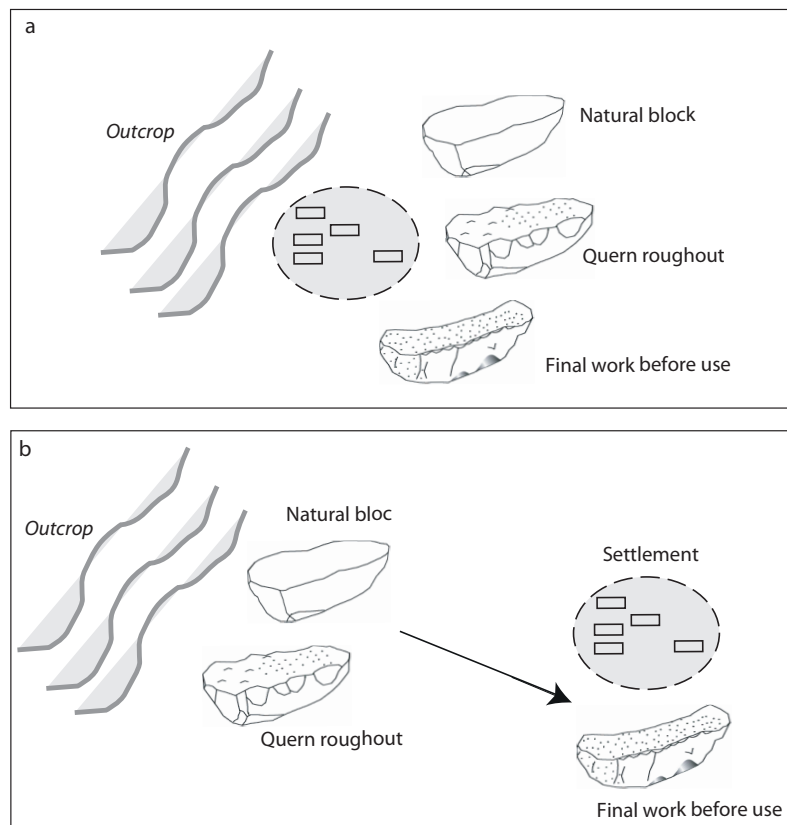 a
Outcrop
Natural block
Quern roughout
Final work before use
b
Outcrop
Natural bloc
Settlement
Quern roughout
Final work before use